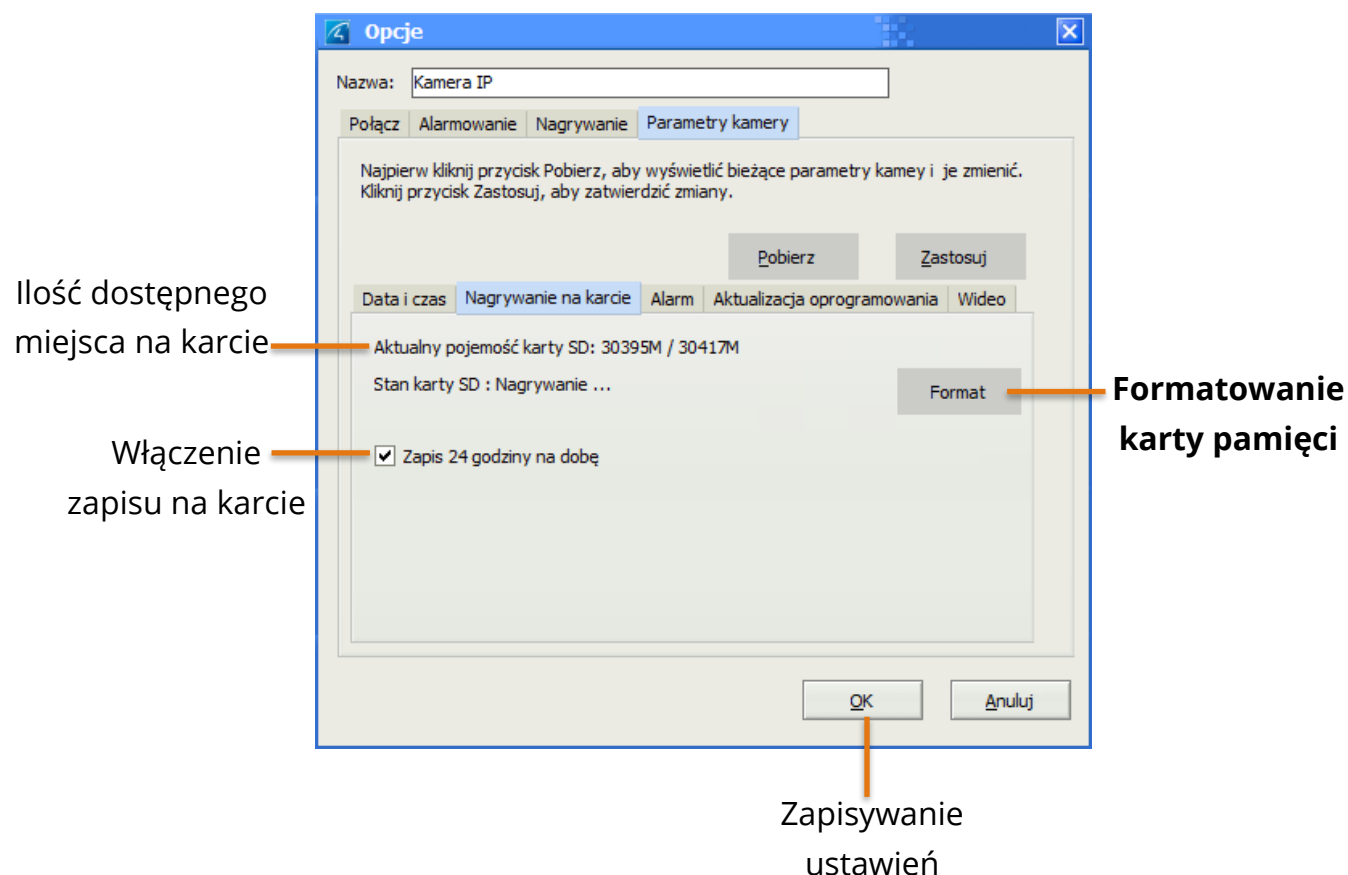 Opcje
Nazwa: Kamera IP
Połącz Alarmowanie Nagrywanie Parametry kamery
Najpierw kliknij przycisk Pobierz, aby wyświetlić bieżące parametry kamey i je zmienić.
Kliknij przycisk Zastosuj, aby zatwierdzić zmiany.
Pobierz Zastosuj
Data i czas Nagrywanie na karcie Alarm Aktualizacja oprogramowania Wideo
Ilość dostępnego
miejsca na karcie
Aktualny pojemość karty SD: 30395M / 30417M
Stan karty SD : Nagrywanie ...
Format
Formatowanie
karty pamięci
Włączenie
zapisu na karcie
Zapis 24 godziny na dobę
OK Anuluj
Zapisywanie
ustawień